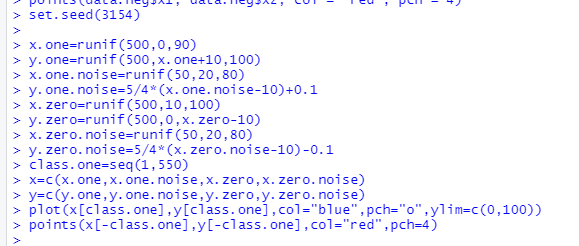 points(data.neg$x1, data.neg$x2, col = "red", pch = 4)
> set.seed(3154)
>
> x.one=runif(500,0,90)
> y.one=runif(500,x.one+10,100)
> x.one.noise=runif(50,20,80)
> y.one.noise=5/4*(x.one.noise-10)+0.1
> x.zero=runif(500,10,100)
> y.zero=runif(500,0,x.zero-10)
> x.zero.noise=runif(50,20,80)
> y.zero.noise=5/4*(x.zero.noise-10)-0.1
> class.one=seq(1,550)
> x=c(x.one,x.one.noise,x.zero,x.zero.noise)
> y=c(y.one,y.one.noise,y.zero,y.zero.noise)
> plot(x[class.one],y[class.one],col="blue",pch="o",ylim=c(0,100))
> points(x[-class.one],y[-class.one],col="red",pch=4)
>